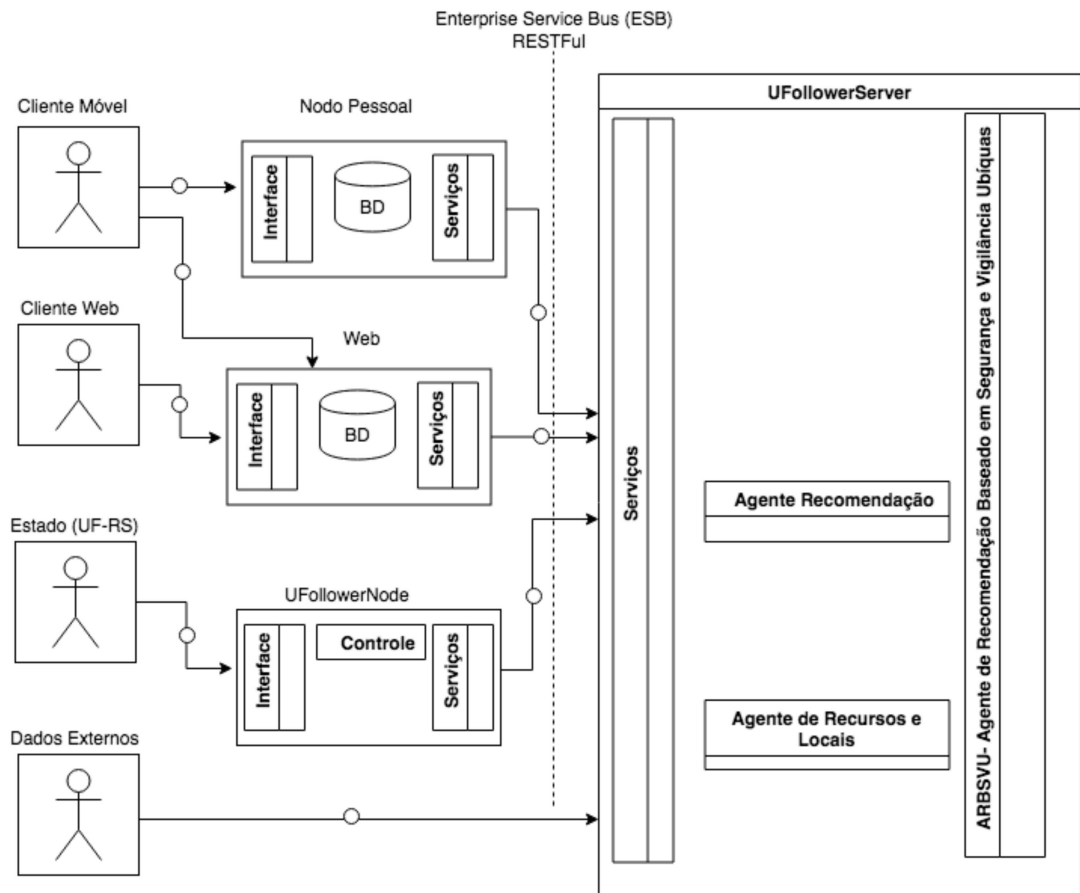 Enterprise Service Bus (ESB)
RESTFul
UFollowerServer
Cliente Móvel
Nodo Pessoal
Interface
BD
Serviços
Cliente Web
Web
Interface
BD
Serviços
Estado (UF-RS)
UFollowerNode
Interface
Controle
Serviços
Dados Externos
Serviços
Agente Recomendação
Agente de Recursos e
Locais
ARBSVU- Agente de Recomendação Baseado em Segurança e Vigilância Ubíquas